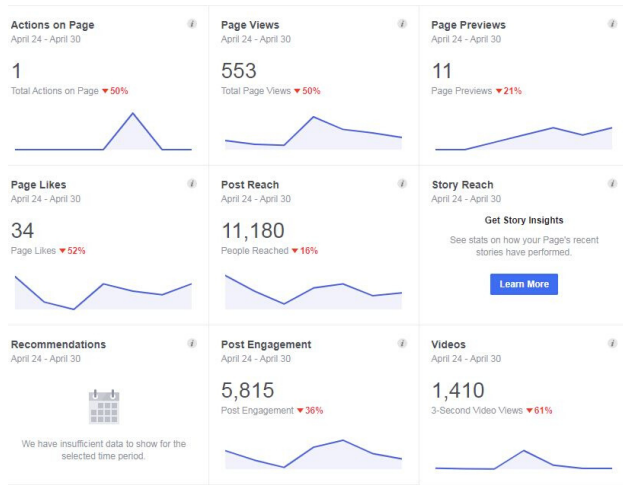 Actions on Page
April 24 - April 30
1
Total Actions on Page ▼50%
Page Views
April 24 - April 30
553
Total Page Views ▼50%
Page Previews
April 24 - April 30
11
Page Previews ▼21%
Page Likes
April 24 - April 30
34
Page Likes ▼52%
Post Reach
April 24 - April 30
11,180
People Reached ▼16%
Story Reach
April 24 - April 30
Get Story Insights
See stats on how your Page's recent
stories have performed.
Learn More
Recommendations
April 24 - April 30
We have insufficient data to show for the
selected time period.
Post Engagement
April 24 - April 30
5,815
Post Engagement ▼36%
Videos
April 24 - April 30
1,410
3-Second Video Views ▼61%